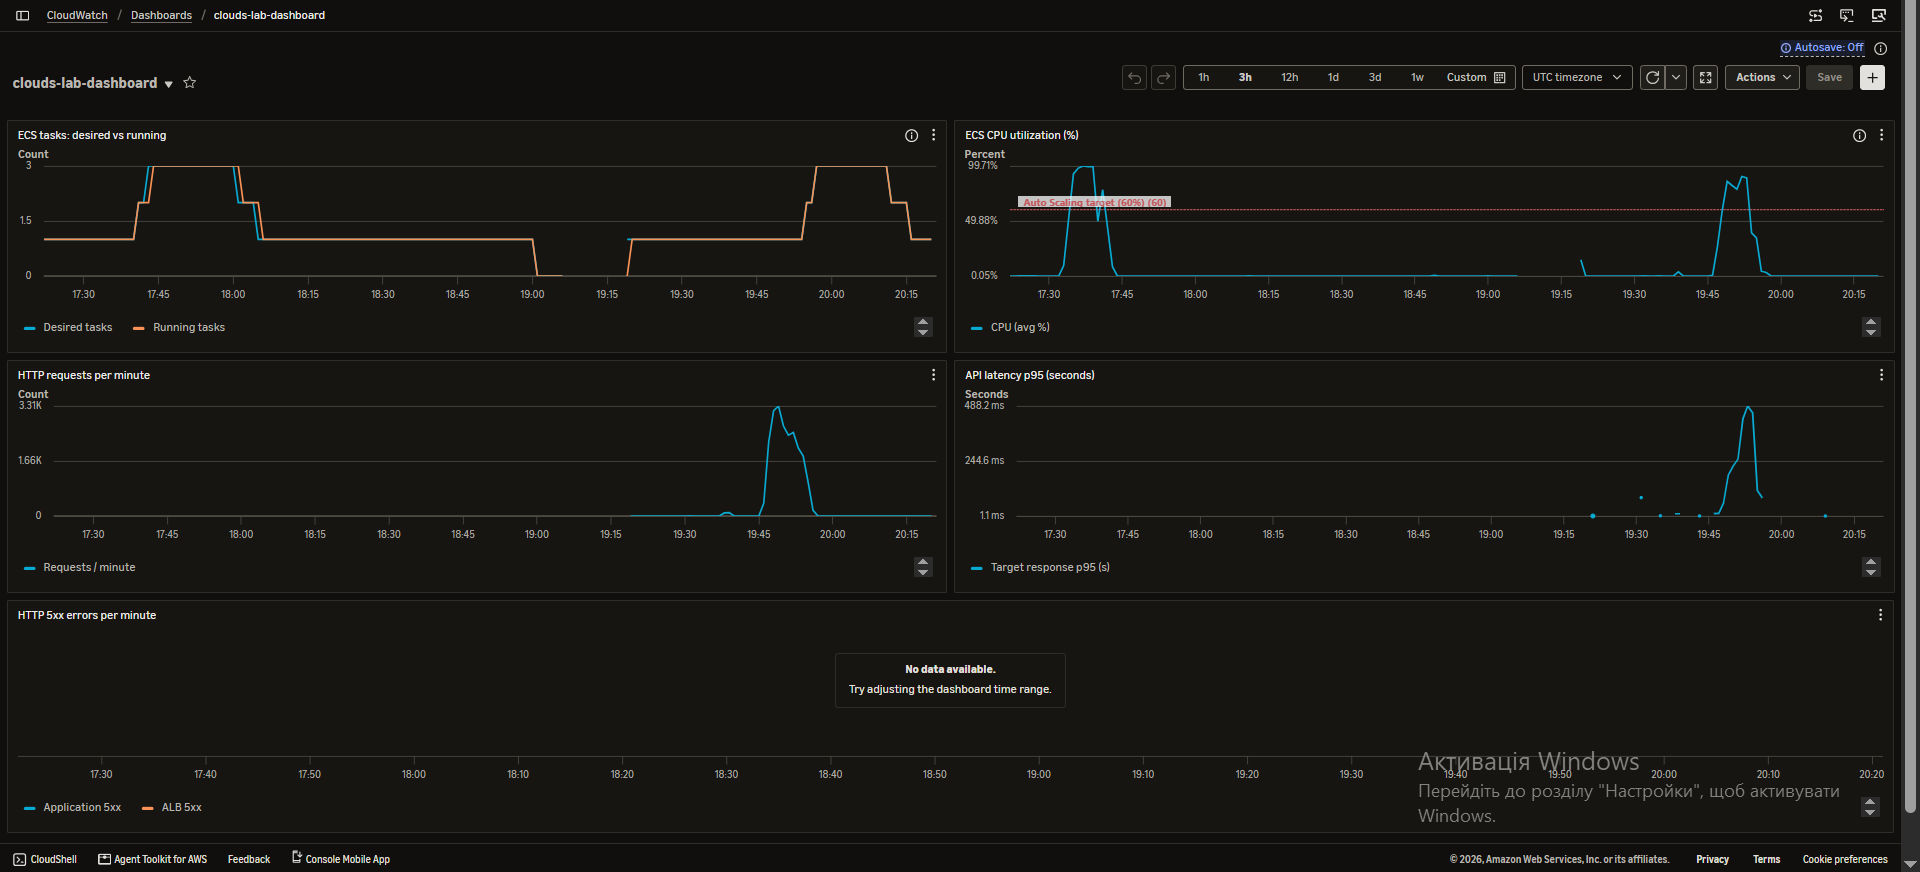 CloudWatch / Dashboards / clouds-lab-dashboard
Autosave: Off
clouds-lab-dashboard
1h 3h 12h 1d 3d 1w Custom UTC timezone Actions Save
ECS tasks: desired vs running
Count
3
1.5
0
17:30 17:45 18:00 18:15 18:30 18:45 19:00 19:15 19:30 19:45 20:00 20:15
Desired tasks Running tasks
ECS CPU utilization (%)
Percent
99.71%
Auto Scaling target (60%) (60)
49.88%
0.05%
17:30 17:45 18:00 18:15 18:30 18:45 19:00 19:15 19:30 19:45 20:00 20:15
CPU (avg %)
HTTP requests per minute
Count
3.31K
1.66K
0
17:30 17:45 18:00 18:15 18:30 18:45 19:00 19:15 19:30 19:45 20:00 20:15
Requests / minute
API latency p95 (seconds)
Seconds
488.2 ms
244.6 ms
1.1 ms
17:30 17:45 18:00 18:15 18:30 18:45 19:00 19:15 19:30 19:45 20:00 20:15
Target response p95 (s)
HTTP 5xx errors per minute
No data available.
Try adjusting the dashboard time range.
17:30 17:40 17:50 18:00 18:10 18:20 18:30 18:40 18:50 19:00 19:10 19:20 19:30 19:40 19:50 20:00 20:10 20:20
Application 5xx ALB 5xx
Активація Windows
Перейдіть до розділу "Настройки", щоб активувати
Windows.
CloudShell Agent Toolkit for AWS Feedback Console Mobile App © 2026, Amazon Web Services, Inc. or its affiliates. Privacy Terms Cookie preferences